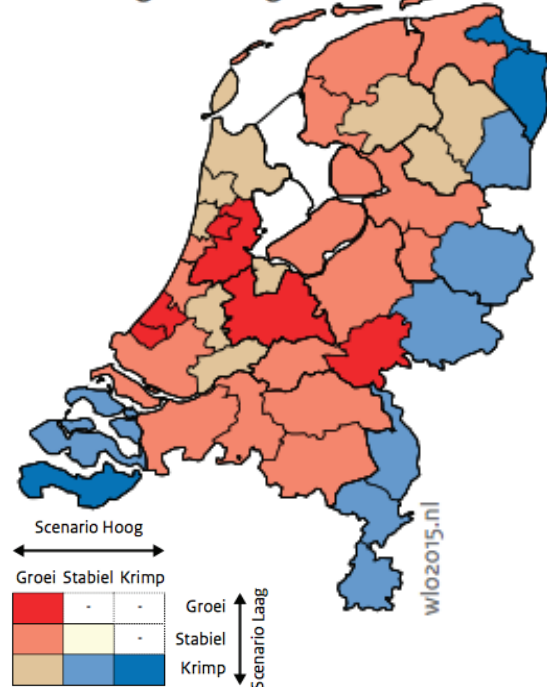 wlo2015.nl
Scenario Hoog
Groei Stabiel Krimp
- - Groei
- Stabiel
Krimp
Scenario Laag